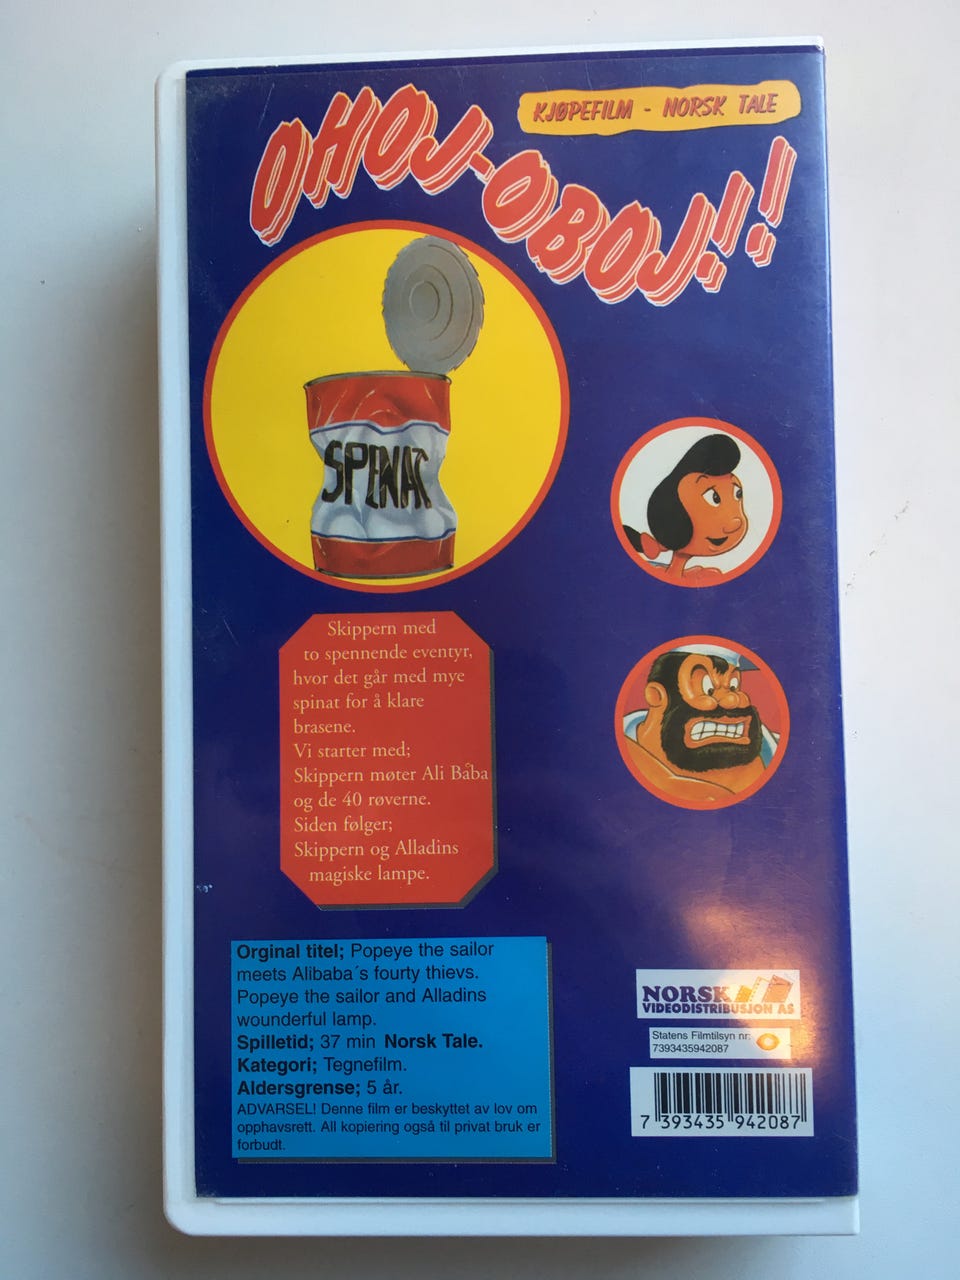 KJØPEFILM - NORSK TALE
OHOJ-OBOJ!!
SPENAT
Skippern med
to spennende eventyr,
hvor det går med mye
spinat for å klare
brasene.
Vi starter med;
Skippern møter Ali Baba
og de 40 røverne.
Siden følger;
Skippern og Alladins
magiske lampe.
Orginal titel; Popeye the sailor
meets Alibaba´s fourty thievs.
Popeye the sailor and Alladins
wounderful lamp.
Spilletid; 37 min Norsk Tale.
Kategori; Tegnefilm.
Aldersgrense; 5 år.
ADVARSEL! Denne film er beskyttet av lov om
opphavsrett. All kopiering også til privat bruk er
forbudt.
NORSK
VIDEODISTRIBUSJON AS
Statens Filmtilsyn nr:
7393435942087
7 393435 942087